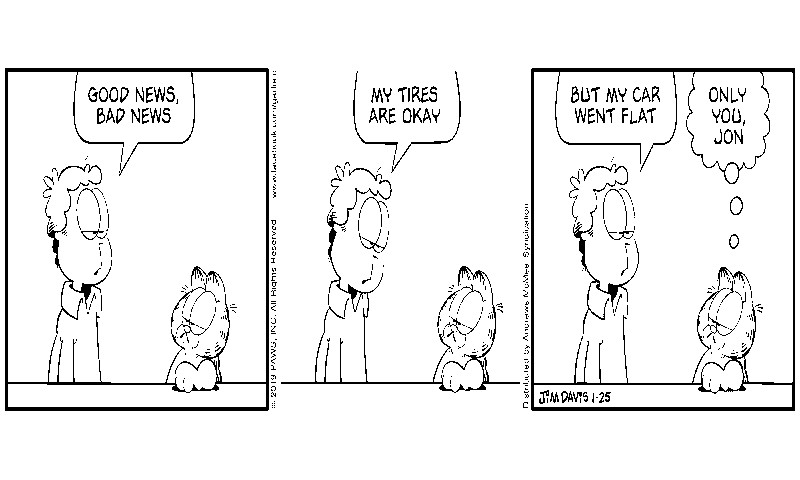 GOOD NEWS,
BAD NEWS
MY TIRES
ARE OKAY
BUT MY CAR
WENT FLAT
ONLY
YOU,
JON
© 2019 PAWS, INC. All Rights Reserved
Distributed by Andrews McMeel Syndication
JIM DAVIS 1-25